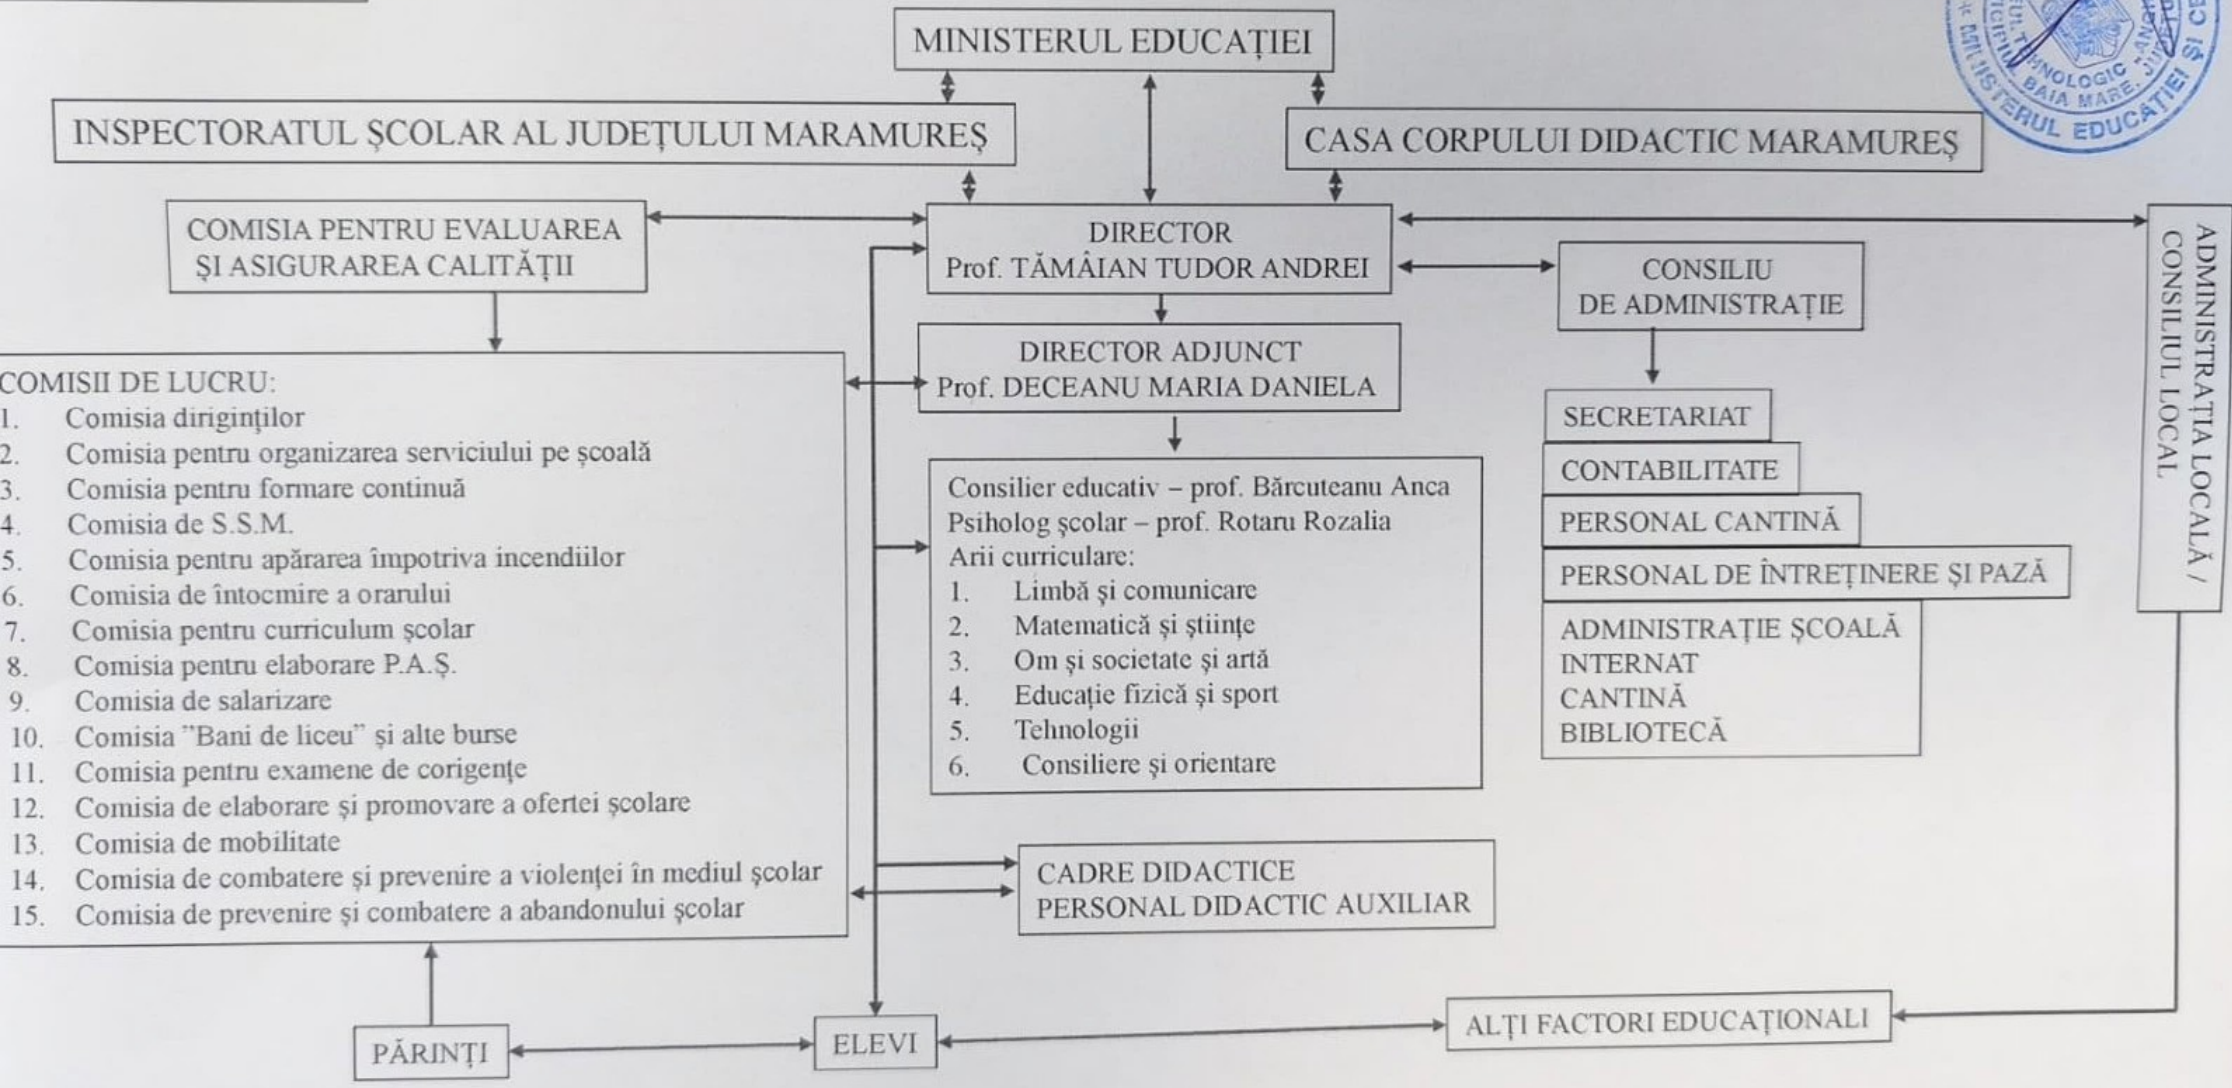 MINISTERUL EDUCAȚIEI
INSPECTORATUL ȘCOLAR AL JUDEȚULUI MARAMUREȘ
CASA CORPULUI DIDACTIC MARAMUREȘ
COMISIA PENTRU EVALUAREA
ȘI ASIGURAREA CALITĂȚII
DIRECTOR
Prof. TĂMÂIAN TUDOR ANDREI
CONSILIU
DE ADMINISTRAȚIE
ADMINISTRAȚIA LOCALĂ /
CONSILIUL LOCAL
DIRECTOR ADJUNCT
Prof. DECEANU MARIA DANIELA
COMISII DE LUCRU:
1. Comisia diriginților
2. Comisia pentru organizarea serviciului pe școală
3. Comisia pentru formare continuă
4. Comisia de S.S.M.
5. Comisia pentru apărarea împotriva incendiilor
6. Comisia de întocmire a orarului
7. Comisia pentru curriculum școlar
8. Comisia pentru elaborare P.A.Ș.
9. Comisia de salarizare
10. Comisia "Bani de liceu" și alte burse
11. Comisia pentru examene de corigențe
12. Comisia de elaborare și promovare a ofertei școlare
13. Comisia de mobilitate
14. Comisia de combatere și prevenire a violenței în mediul școlar
15. Comisia de prevenire și combatere a abandonului școlar
Consilier educativ – prof. Bărcuteanu Anca
Psiholog școlar – prof. Rotaru Rozalia
Arii curriculare:
1. Limbă și comunicare
2. Matematică și științe
3. Om și societate și artă
4. Educație fizică și sport
5. Tehnologii
6. Consiliere și orientare
SECRETARIAT
CONTABILITATE
PERSONAL CANTINĂ
PERSONAL DE ÎNTREȚINERE ȘI PAZĂ
ADMINISTRAȚIE ȘCOALĂ
INTERNAT
CANTINĂ
BIBLIOTECĂ
CADRE DIDACTICE
PERSONAL DIDACTIC AUXILIAR
PĂRINȚI
ELEVI
ALȚI FACTORI EDUCAȚIONALI
MINISTERUL EDUCAȚIEI ȘI
BAIA MARE